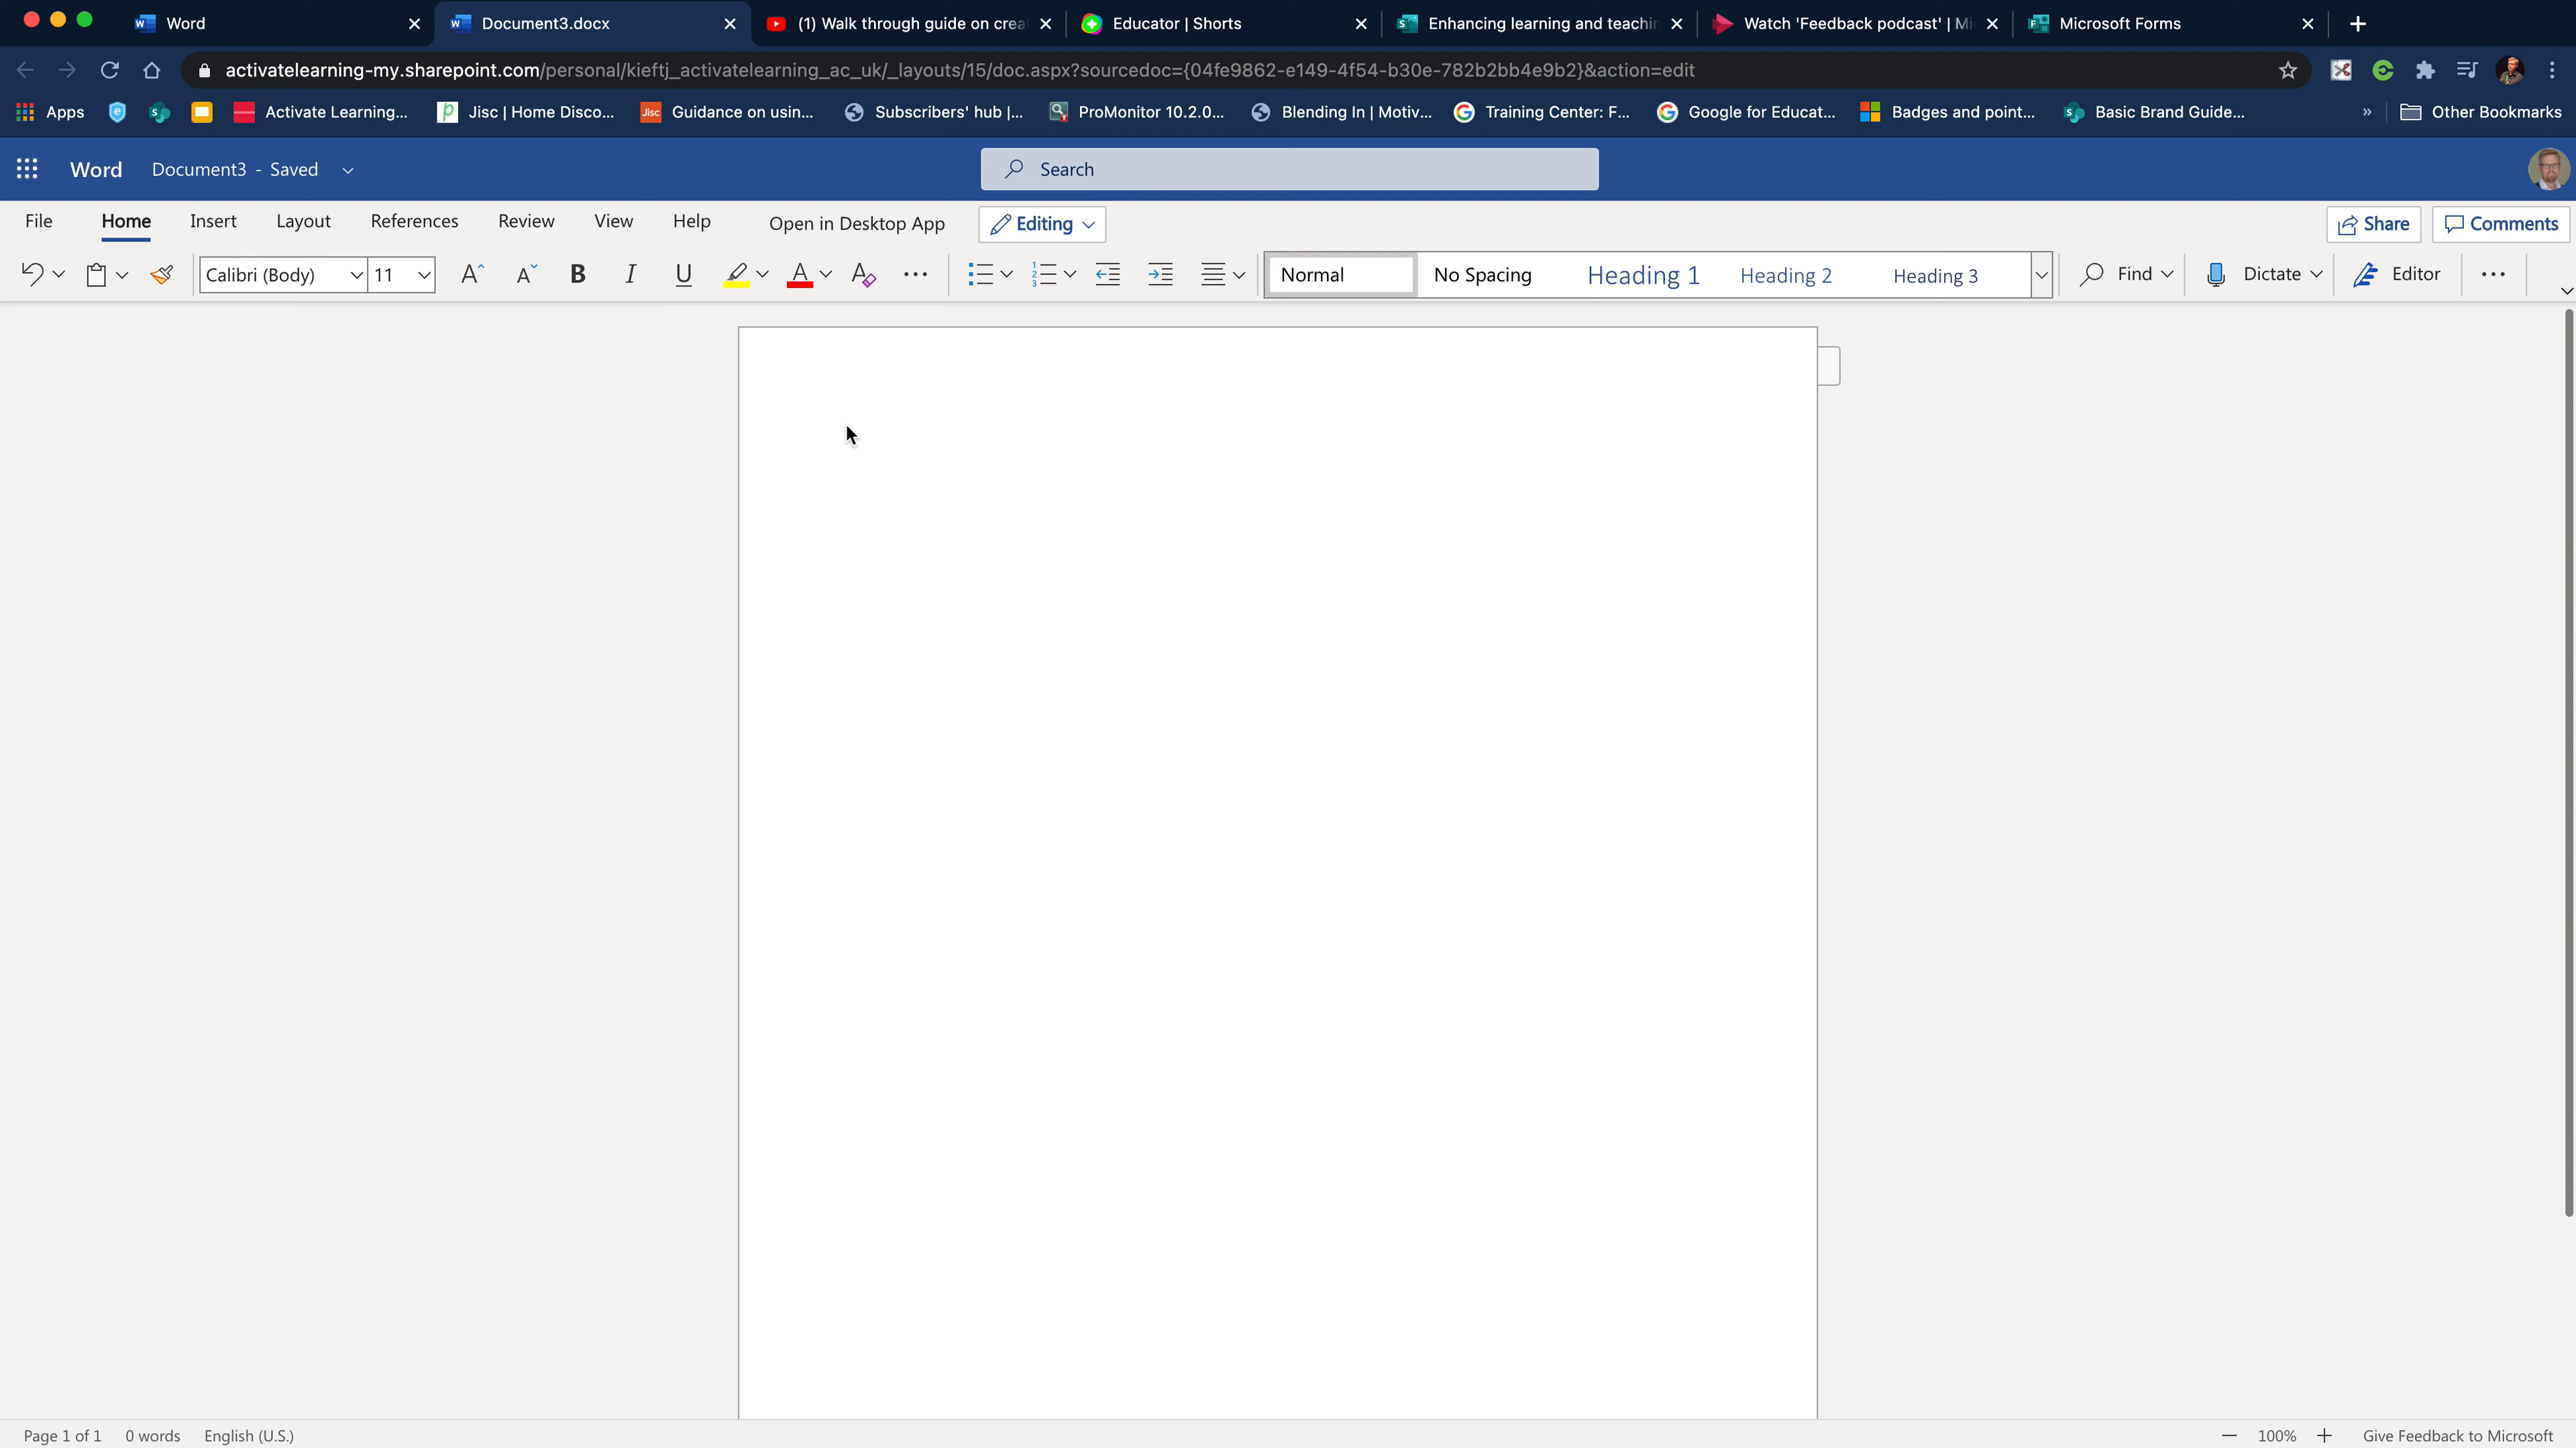 Word
Document3.docx
(1) Walk through guide on crea
Educator | Shorts
Enhancing learning and teachin
Watch 'Feedback podcast' | Mi
Microsoft Forms
activatelearning-my.sharepoint.com/personal/kieftj_activatelearning_ac_uk/_layouts/15/doc.aspx?sourcedoc={04fe9862-e149-4f54-b30e-782b2bb4e9b2}&action=edit
Apps
Activate Learning...
Jisc | Home Disco...
Jisc Guidance on usin...
Subscribers' hub |...
ProMonitor 10.2.0...
Blending In | Motiv...
Training Center: F...
Google for Educat...
Badges and point...
Basic Brand Guide...
» Other Bookmarks
Word Document3 - Saved
Search
File Home Insert Layout References Review View Help Open in Desktop App Editing
Share Comments
Calibri (Body) 11 A A B I U A A
Normal No Spacing Heading 1 Heading 2 Heading 3
Find Dictate Editor
Page 1 of 1 0 words English (U.S.)
100% Give Feedback to Microsoft